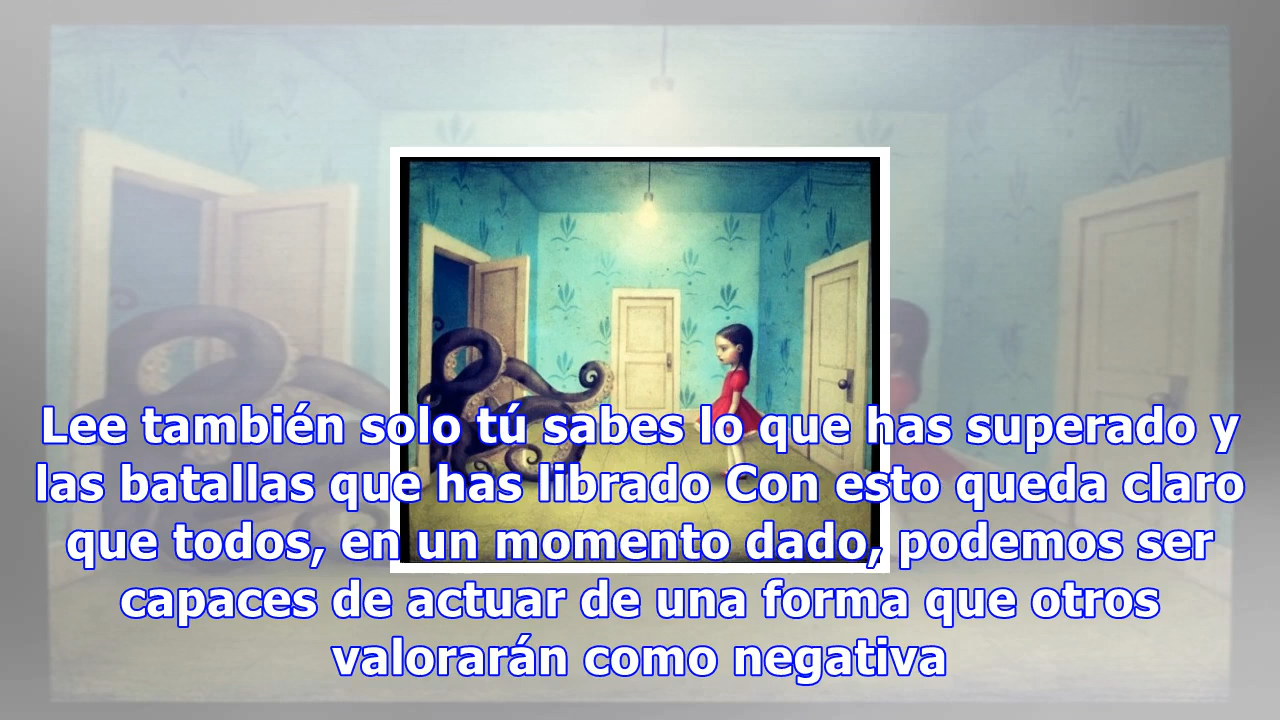 Lee también solo tú sabes lo que has superado y
las batallas que has librado Con esto queda claro
que todos, en un momento dado, podemos ser
capaces de actuar de una forma que otros
valorarán como negativa